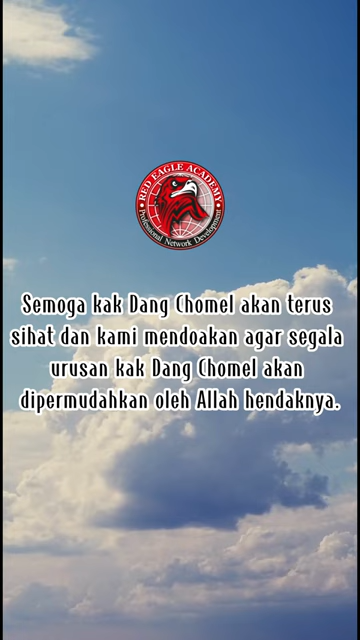 RED EAGLE ACADEMY
Professional Network Development
Semoga kak Dang Chomel akan terus
sihat dan kami mendoakan agar segala
urusan kak Dang Chomel akan
dipermudahkan oleh Allah hendaknya.